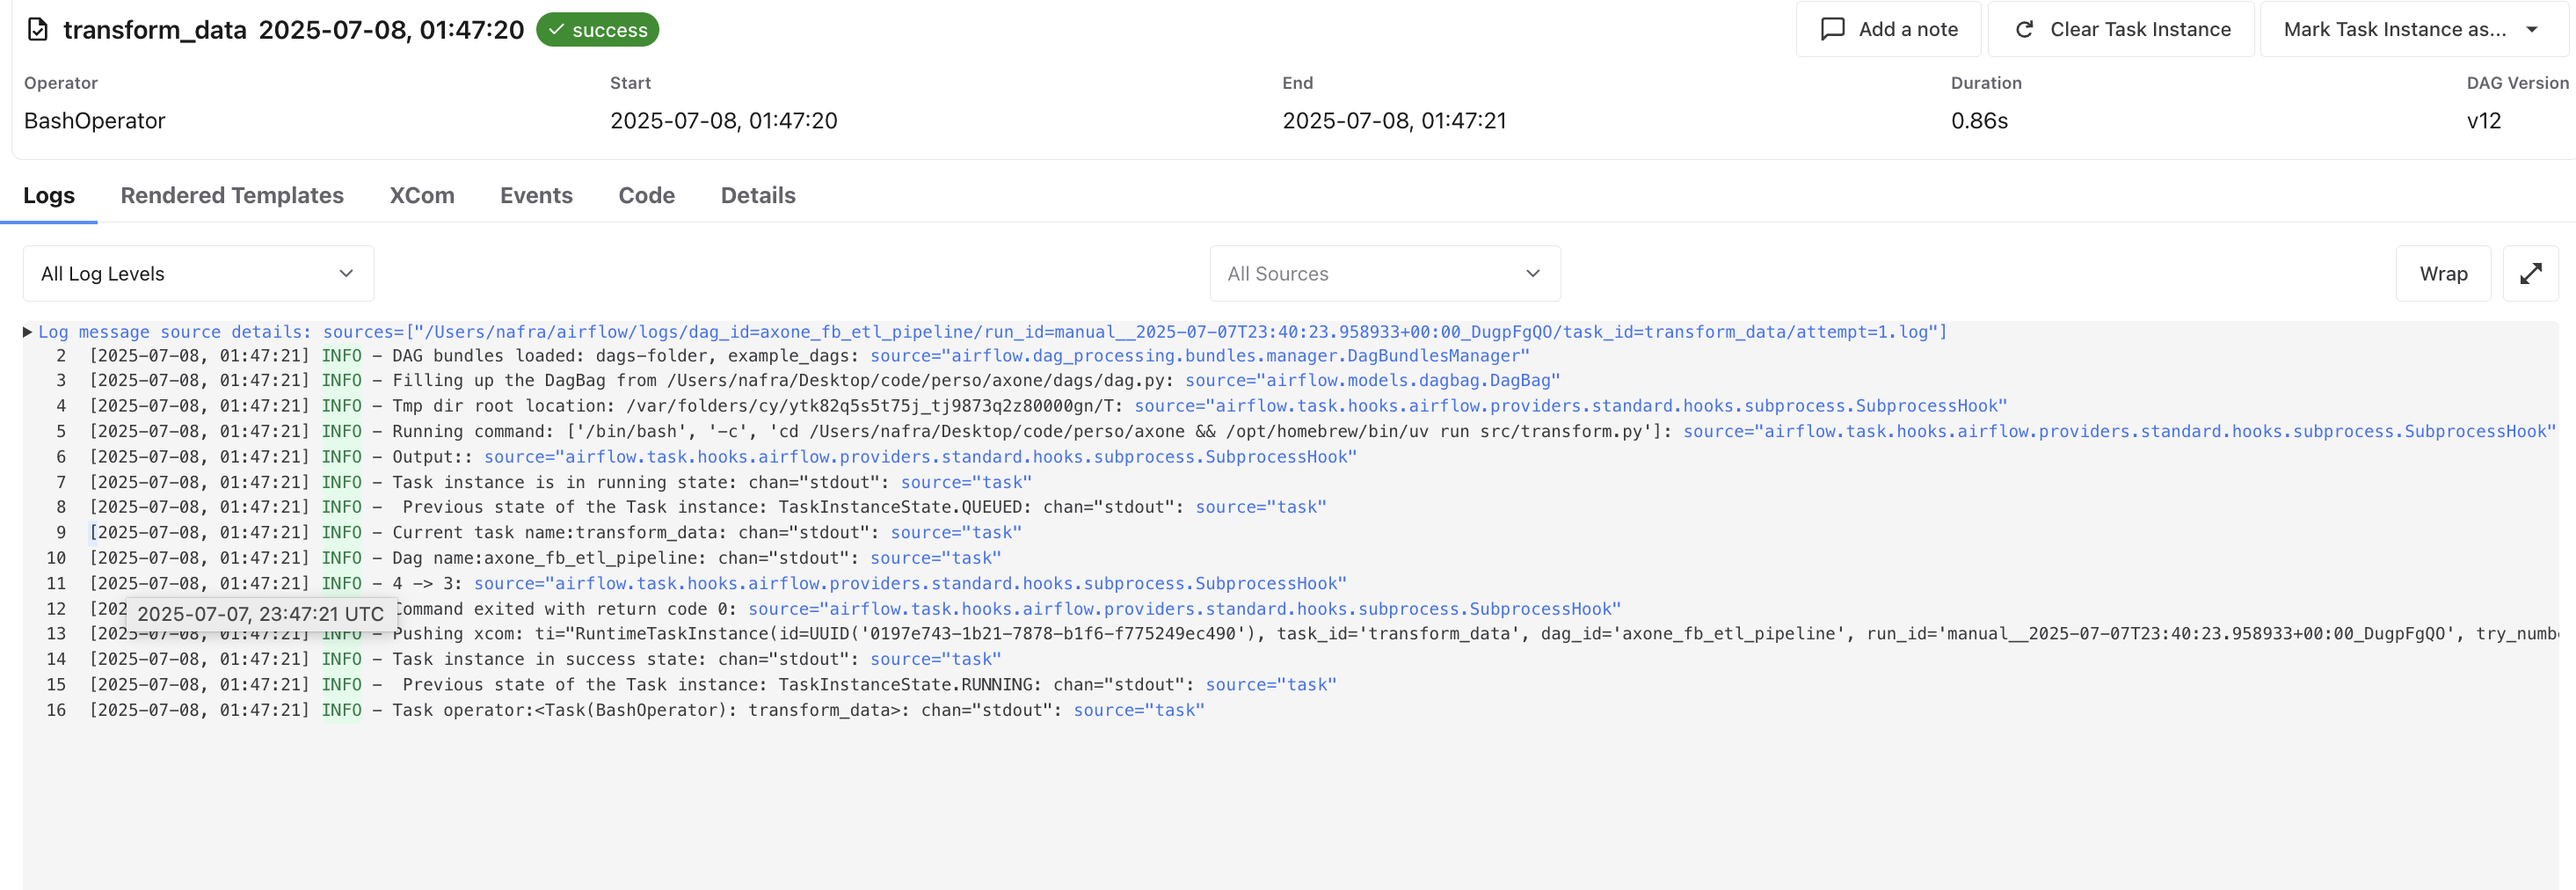 transform_data 2025-07-08, 01:47:20 success
Add a note Clear Task Instance Mark Task Instance as...
Operator Start End Duration DAG Version
BashOperator 2025-07-08, 01:47:20 2025-07-08, 01:47:21 0.86s v12
Logs Rendered Templates XCom Events Code Details
All Log Levels All Sources Wrap
Log message source details: sources=["/Users/nafra/airflow/logs/dag_id=axone_fb_etl_pipeline/run_id=manual__2025-07-07T23:40:23.958933+00:00_DugpFgQO/task_id=transform_data/attempt=1.log"]
2 [2025-07-08, 01:47:21] INFO - DAG bundles loaded: dags-folder, example_dags: source="airflow.dag_processing.bundles.manager.DagBundlesManager"
3 [2025-07-08, 01:47:21] INFO - Filling up the DagBag from /Users/nafra/Desktop/code/perso/axone/dags/dag.py: source="airflow.models.dagbag.DagBag"
4 [2025-07-08, 01:47:21] INFO - Tmp dir root location: /var/folders/cy/ytk82q5s5t75j_tj9873q2z80000gn/T: source="airflow.task.hooks.airflow.providers.standard.hooks.subprocess.SubprocessHook"
5 [2025-07-08, 01:47:21] INFO - Running command: ['/bin/bash', '-c', 'cd /Users/nafra/Desktop/code/perso/axone && /opt/homebrew/bin/uv run src/transform.py']: source="airflow.task.hooks.airflow.providers.standard.hooks.subprocess.SubprocessHook"
6 [2025-07-08, 01:47:21] INFO - Output:: source="airflow.task.hooks.airflow.providers.standard.hooks.subprocess.SubprocessHook"
7 [2025-07-08, 01:47:21] INFO - Task instance is in running state: chan="stdout": source="task"
8 [2025-07-08, 01:47:21] INFO -  Previous state of the Task instance: TaskInstanceState.QUEUED: chan="stdout": source="task"
9 [2025-07-08, 01:47:21] INFO - Current task name:transform_data: chan="stdout": source="task"
10 [2025-07-08, 01:47:21] INFO - Dag name:axone_fb_etl_pipeline: chan="stdout": source="task"
11 [2025-07-08, 01:47:21] INFO - 4 -> 3: source="airflow.task.hooks.airflow.providers.standard.hooks.subprocess.SubprocessHook"
12 [202 Command exited with return code 0: source="airflow.task.hooks.airflow.providers.standard.hooks.subprocess.SubprocessHook"
2025-07-07, 23:47:21 UTC
13 [2025-07-08, 01:47:21] INFO - Pushing xcom: ti="RuntimeTaskInstance(id=UUID('0197e743-1b21-7878-b1f6-f775249ec490'), task_id='transform_data', dag_id='axone_fb_etl_pipeline', run_id='manual__2025-07-07T23:40:23.958933+00:00_DugpFgQO', try_numb
14 [2025-07-08, 01:47:21] INFO - Task instance in success state: chan="stdout": source="task"
15 [2025-07-08, 01:47:21] INFO -  Previous state of the Task instance: TaskInstanceState.RUNNING: chan="stdout": source="task"
16 [2025-07-08, 01:47:21] INFO - Task operator:<Task(BashOperator): transform_data>: chan="stdout": source="task"